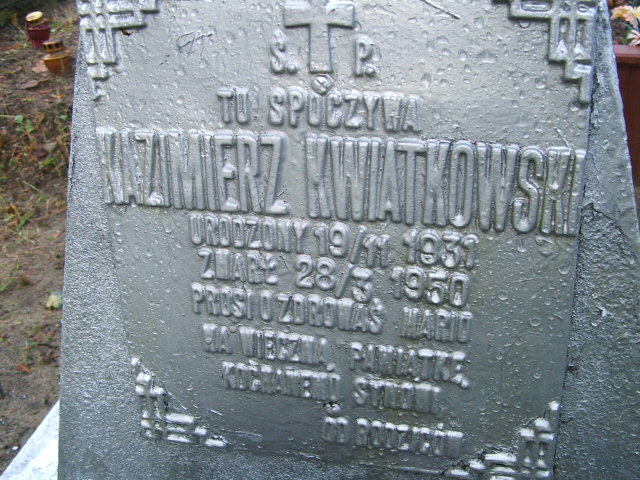 Ś. P.
TU SPOCZYWA
KAZIMIERZ KWIATKOWSKI
URODZONY 19/11 1931
ZMARŁ 28/3 1950
PROSI O ZDROWAŚ MARIO
NA WIECZNĄ PAMIĄTKĘ,
KOCHANEMU SYNOWI,
OD RODZICÓW